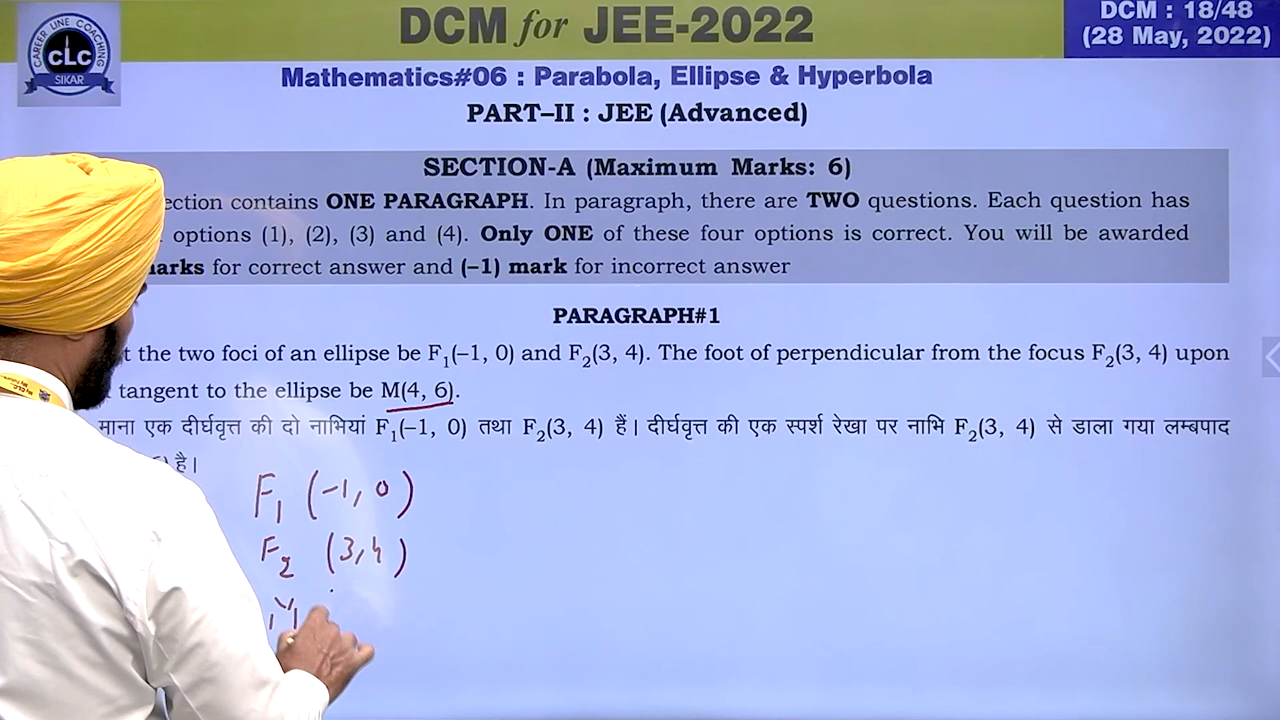 DCM for JEE-2022
DCM : 18/48
(28 May, 2022)
CAREER LINE COACHING
CLC
SIKAR
Mathematics#06 : Parabola, Ellipse & Hyperbola
PART–II : JEE (Advanced)
SECTION-A (Maximum Marks: 6)
ection contains ONE PARAGRAPH. In paragraph, there are TWO questions. Each question has
options (1), (2), (3) and (4). Only ONE of these four options is correct. You will be awarded
arks for correct answer and (–1) mark for incorrect answer
PARAGRAPH#1
t the two foci of an ellipse be F₁(–1, 0) and F₂(3, 4). The foot of perpendicular from the focus F₂(3, 4) upon
tangent to the ellipse be M(4, 6).
माना एक दीर्घवृत्त की दो नाभियां F₁(–1, 0) तथा F₂(3, 4) हैं। दीर्घवृत्त की एक स्पर्श रेखा पर नाभि F₂(3, 4) से डाला गया लम्बपाद
) है।
F₁ (-1, 0)
F₂ (3, 4)
M